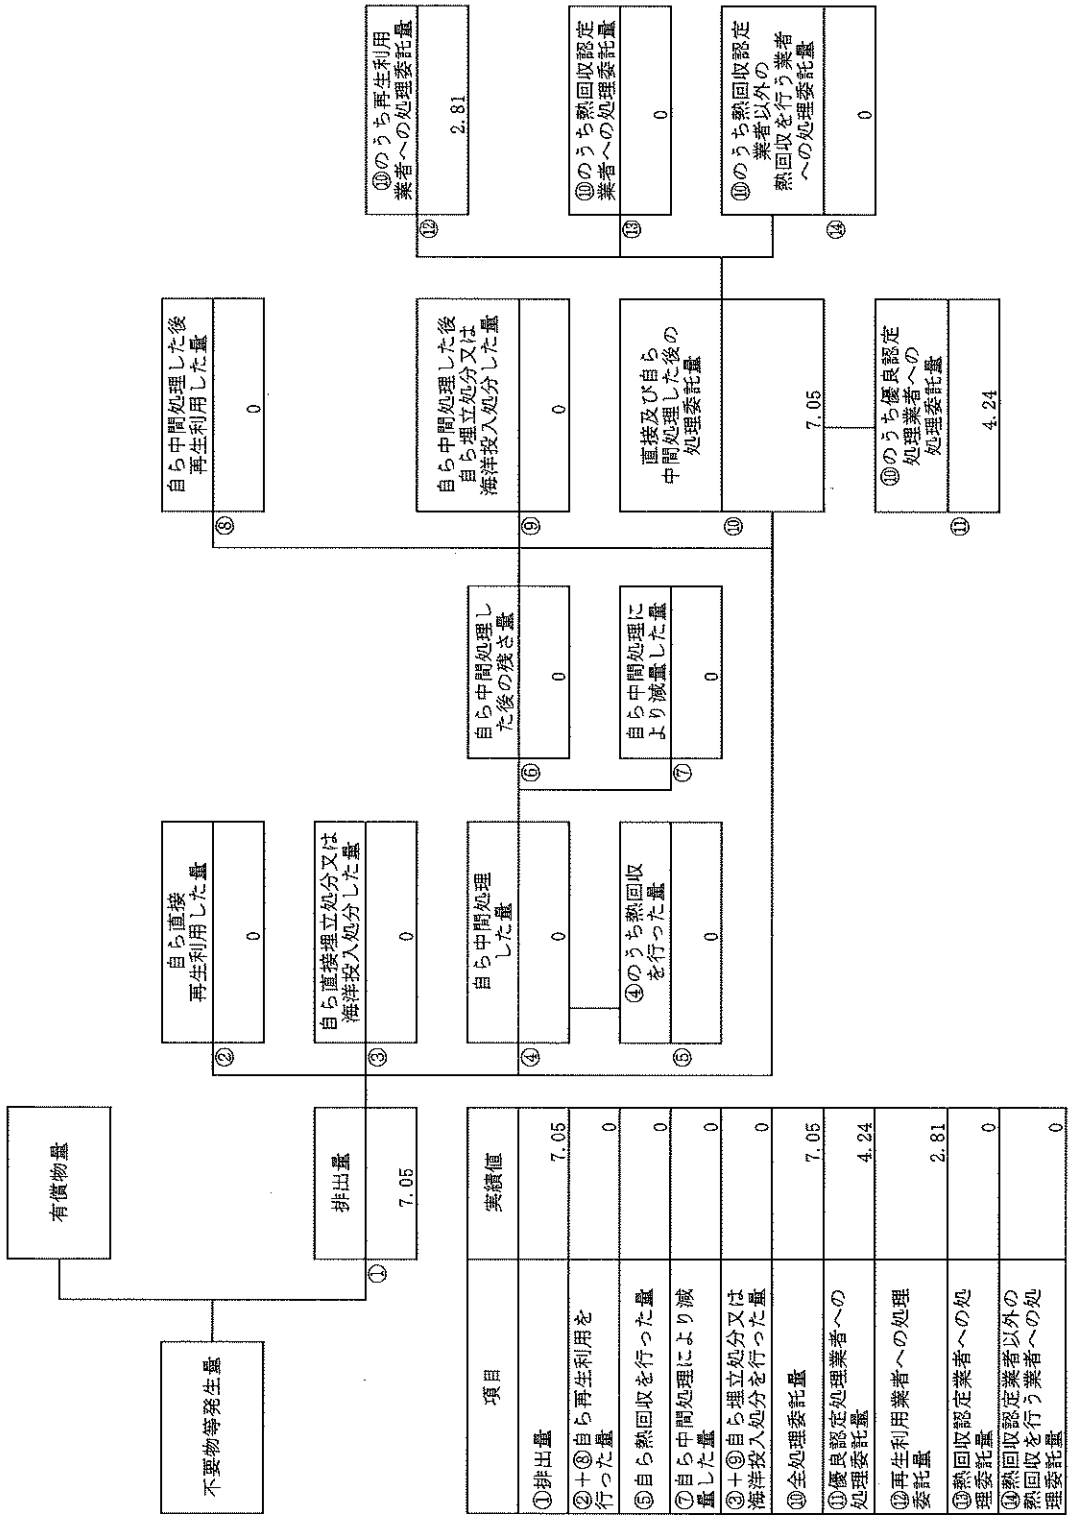 不要物等発生量
有償物量
排出量
7.05
①
自ら直接
再生利用した量
0
②
自ら直接埋立処分又は
海洋投入処分した量
0
③
自ら中間処理
した量
0
④
④のうち熱回収
を行った量
0
⑤
自ら中間処理し
た後の残さ量
0
⑥
自ら中間処理に
より減量した量
0
⑦
自ら中間処理した後
再生利用した量
0
⑧
自ら中間処理した後
自ら埋立処分又は
海洋投入処分した量
0
⑨
直接及び自ら
中間処理した後の
処理委託量
7.05
⑩
⑩のうち優良認定
処理業者への
処理委託量
4.24
⑪
⑩のうち再生利用
業者への処理委託量
2.81
⑫
⑩のうち熱回収認定
業者への処理委託量
0
⑬
⑩のうち熱回収認定
業者以外の
熱回収を行う業者
への処理委託量
0
⑭
項目 実績値
①排出量 7.05
②+⑧自ら再生利用を
行った量 0
⑤自ら熱回収を行った量 0
⑦自ら中間処理により減
量した量 0
③+⑨自ら埋立処分又は
海洋投入処分を行った量 0
⑩全処理委託量 7.05
⑪優良認定処理業者への
処理委託量 4.24
⑫再生利用業者への処理
委託量 2.81
⑬熱回収認定業者への処
理委託量 0
⑭熱回収認定業者以外の
熱回収を行う業者への処
理委託量 0